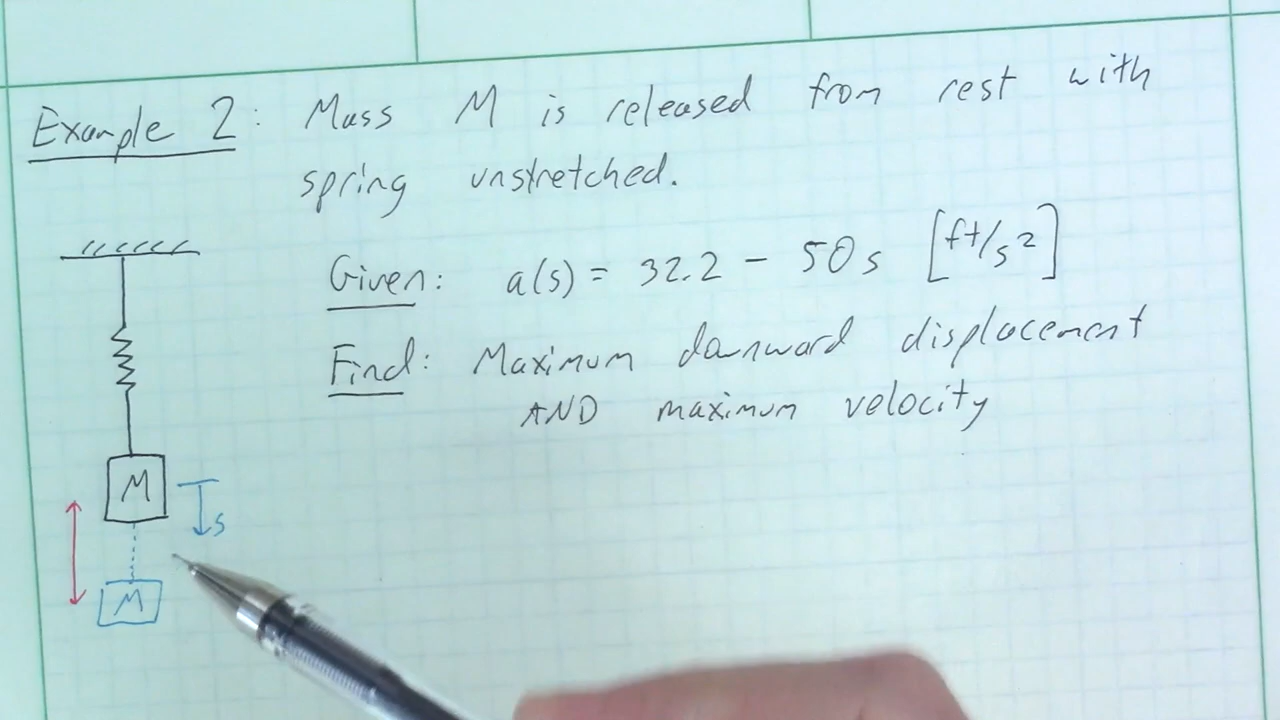 Example 2: Mass M is released from rest with
spring unstretched.
Given: a(s) = 32.2 - 50s [ft/s²]
Find: Maximum downward displacement
AND maximum velocity
M
s
M